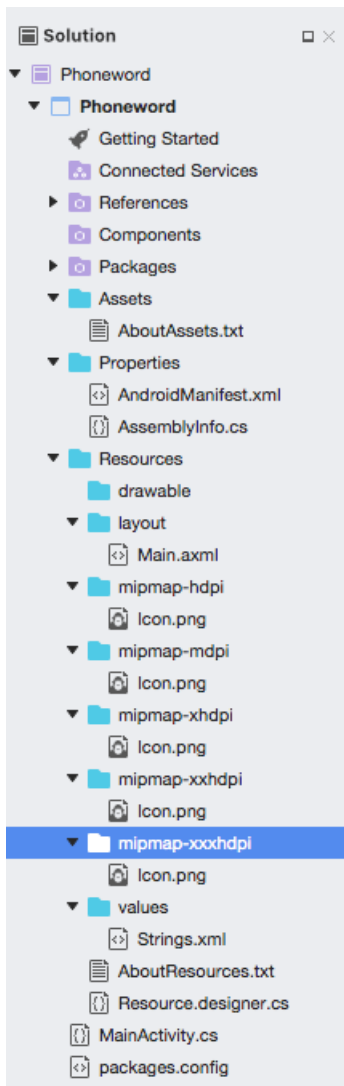 Solution
Phoneword
Phoneword
Getting Started
Connected Services
References
Components
Packages
Assets
AboutAssets.txt
Properties
AndroidManifest.xml
AssemblyInfo.cs
Resources
drawable
layout
Main.axml
mipmap-hdpi
Icon.png
mipmap-mdpi
Icon.png
mipmap-xhdpi
Icon.png
mipmap-xxhdpi
Icon.png
mipmap-xxxhdpi
Icon.png
values
Strings.xml
AboutResources.txt
Resource.designer.cs
MainActivity.cs
packages.config